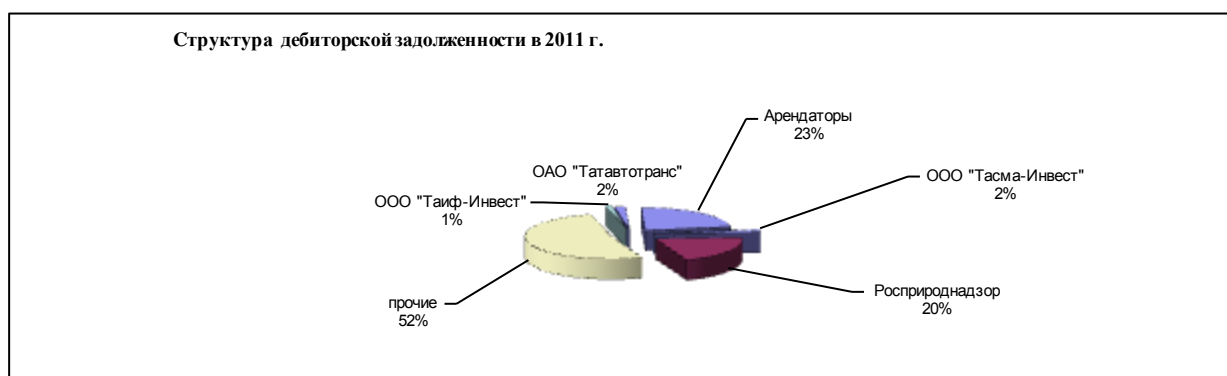 Структура дебиторской задолженности в 2011 г.
Арендаторы
23%
ОАО "Татавтотранс"
2%
ООО "Тасма-Инвест"
2%
ООО "Таиф-Инвест"
1%
Росприроднадзор
20%
прочие
52%